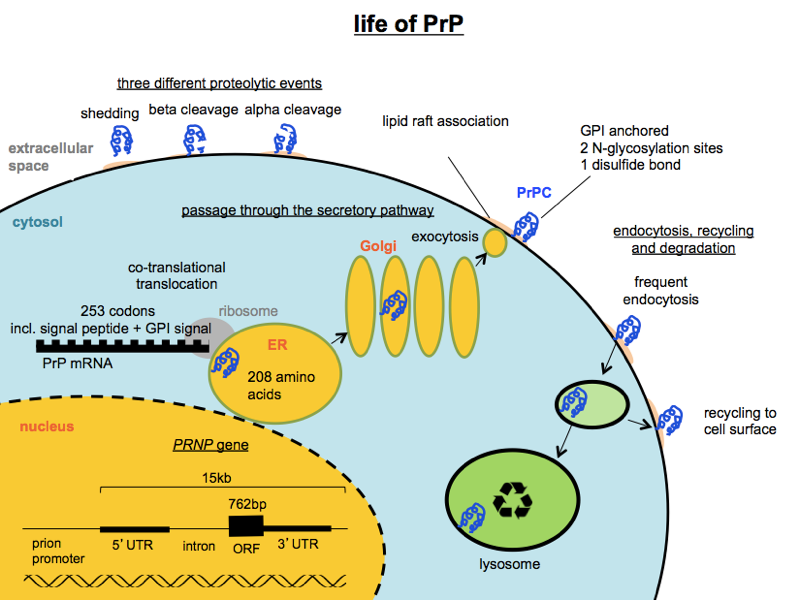 life of PrP
three different proteolytic events
shedding
beta cleavage
alpha cleavage
extracellular
space
lipid raft association
GPI anchored
2 N-glycosylation sites
1 disulfide bond
PrPC
cytosol
passage through the secretory pathway
Golgi
exocytosis
endocytosis, recycling
and degradation
frequent
endocytosis
co-translational
translocation
253 codons
incl. signal peptide + GPI signal
ribosome
PrP mRNA
ER
208 amino
acids
recycling to
cell surface
nucleus
PRNP gene
15kb
762bp
prion
promoter
5' UTR
intron
ORF
3' UTR
lysosome